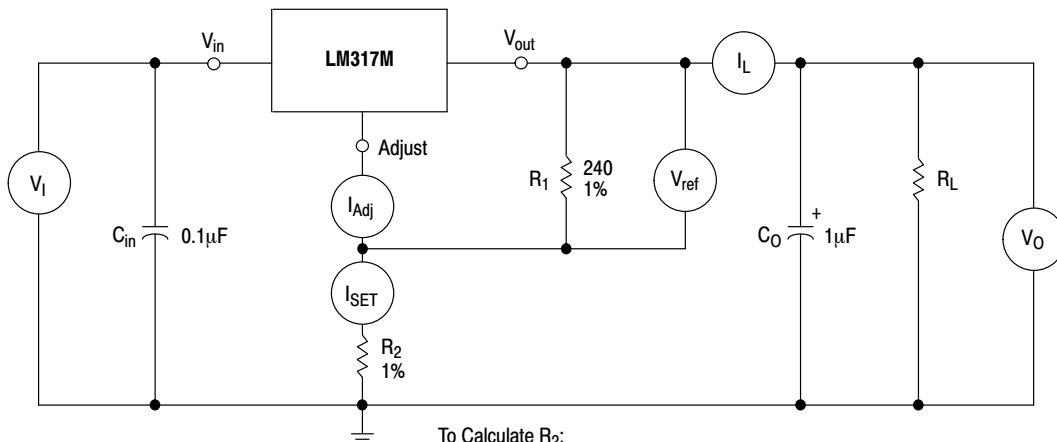 V_in
LM317M
V_out
I_L
Adjust
V_I
R_1
240
1%
V_ref
R_L
I_Adj
C_in
0.1μF
C_O
+
1μF
V_O
I_SET
R_2
1%
To Calculate R_2: